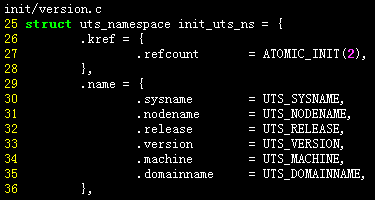 init/version.c
25 struct uts_namespace init_uts_ns = {
26         .kref = {
27                 .refcount       = ATOMIC_INIT(2),
28         },
29         .name = {
30                 .sysname        = UTS_SYSNAME,
31                 .nodename       = UTS_NODENAME,
32                 .release        = UTS_RELEASE,
33                 .version        = UTS_VERSION,
34                 .machine        = UTS_MACHINE,
35                 .domainname     = UTS_DOMAINNAME,
36         },